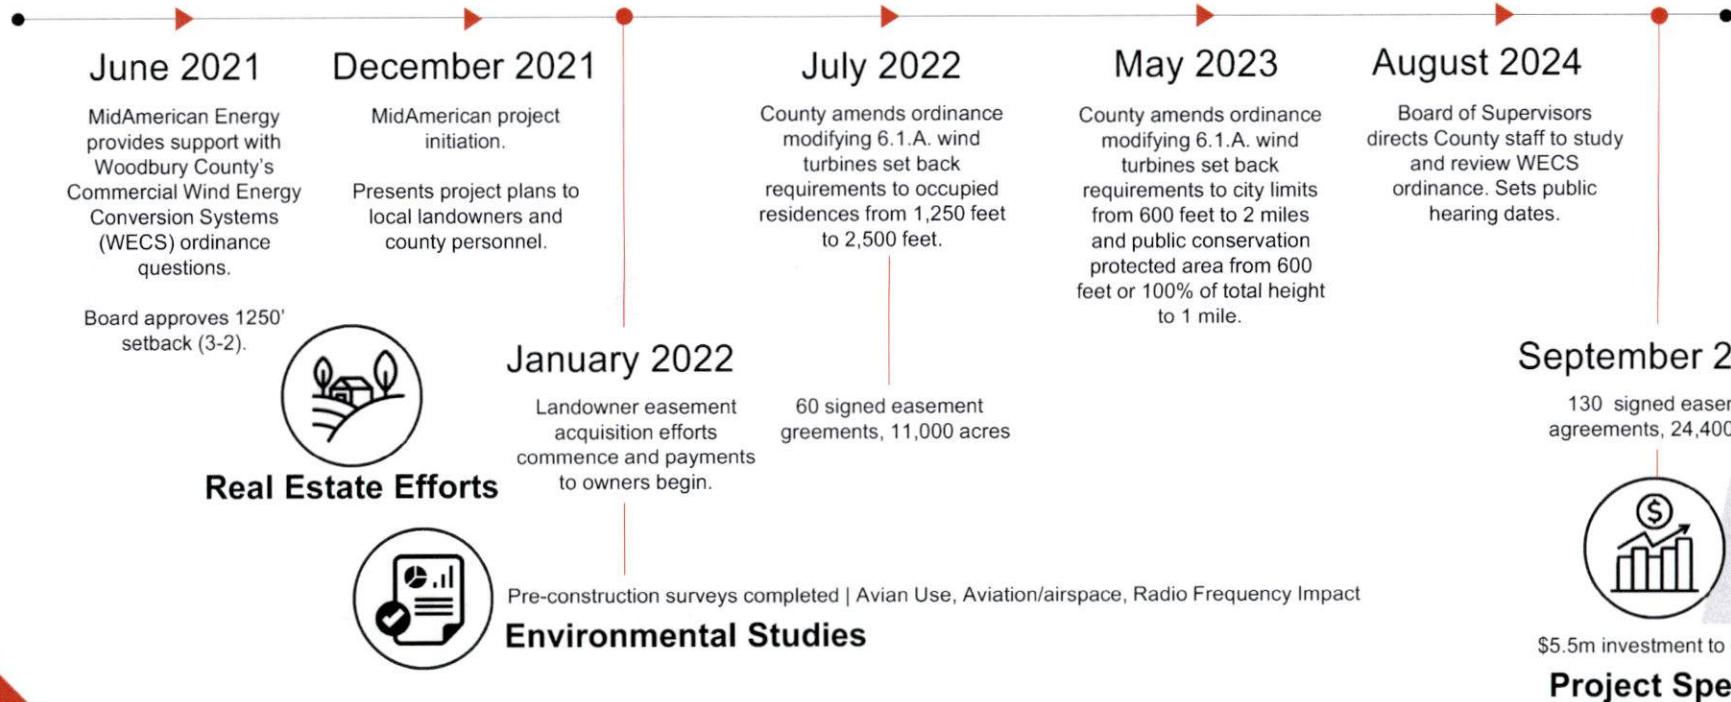 June 2021
MidAmerican Energy
provides support with
Woodbury County's
Commercial Wind Energy
Conversion Systems
(WECS) ordinance
questions.
Board approves 1250'
setback (3-2).
December 2021
MidAmerican project
initiation.
Presents project plans to
local landowners and
county personnel.
January 2022
Landowner easement
acquisition efforts
commence and payments
to owners begin.
July 2022
County amends ordinance
modifying 6.1.A. wind
turbines set back
requirements to occupied
residences from 1,250 feet
to 2,500 feet.
60 signed easement
greements, 11,000 acres
May 2023
County amends ordinance
modifying 6.1.A. wind
turbines set back
requirements to city limits
from 600 feet to 2 miles
and public conservation
protected area from 600
feet or 100% of total height
to 1 mile.
August 2024
Board of Supervisors
directs County staff to study
and review WECS
ordinance. Sets public
hearing dates.
September 2
130 signed easer
agreements, 24,400
$
$5.5m investment to
Project Spe
Real Estate Efforts
Pre-construction surveys completed | Avian Use, Aviation/airspace, Radio Frequency Impact
Environmental Studies